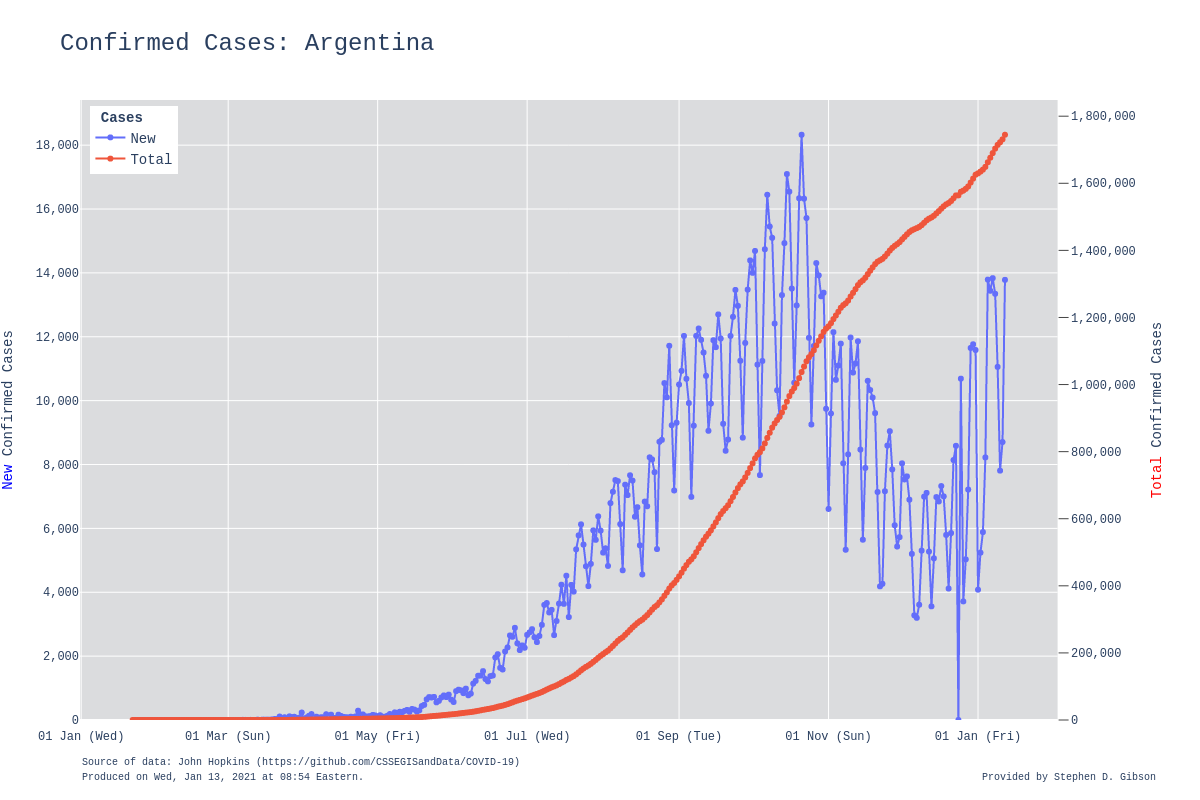 Confirmed Cases: Argentina
Cases
New
Total
18,000
16,000
14,000
12,000
10,000
8,000
6,000
4,000
2,000
0
New Confirmed Cases
1,800,000
1,600,000
1,400,000
1,200,000
1,000,000
800,000
600,000
400,000
200,000
0
Total Confirmed Cases
01 Jan (Wed) 01 Mar (Sun) 01 May (Fri) 01 Jul (Wed) 01 Sep (Tue) 01 Nov (Sun) 01 Jan (Fri)
Source of data: John Hopkins (https://github.com/CSSEGISandData/COVID-19)
Produced on Wed, Jan 13, 2021 at 08:54 Eastern.
Provided by Stephen D. Gibson